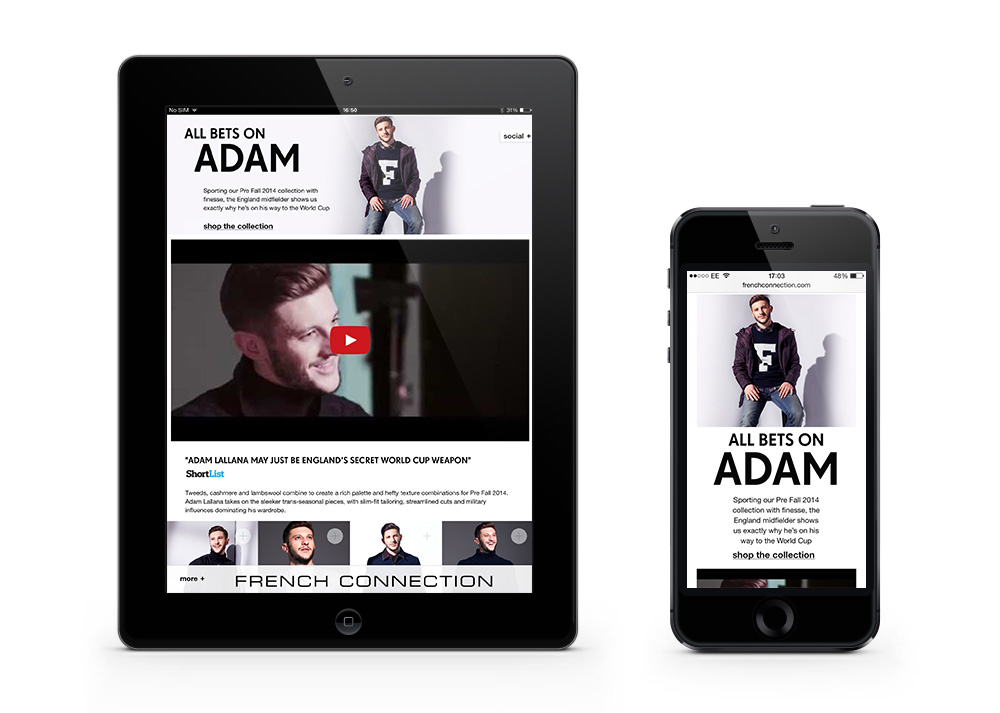 No SIM
16:50
31%
ALL BETS ON
ADAM
social +
Sporting our Pre Fall 2014 collection with
finesse, the England midfielder shows us
exactly why he's on his way to the World Cup
shop the collection
F
"ADAM LALLANA MAY JUST BE ENGLAND'S SECRET WORLD CUP WEAPON"
ShortList
Tweeds, cashmere and lambswool combine to create a rich palette and hefty texture combinations for Pre Fall 2014.
Adam Lallana takes on the sleeker trans-seasonal pieces, with slim-fit tailoring, streamlined cuts and military
influences dominating his wardrobe.
more +
FRENCH CONNECTION
EE
17:03
48%
frenchconnection.com
F
ALL BETS ON
ADAM
Sporting our Pre Fall 2014
collection with finesse, the
England midfielder shows
us exactly why he's on his
way to the World Cup
shop the collection